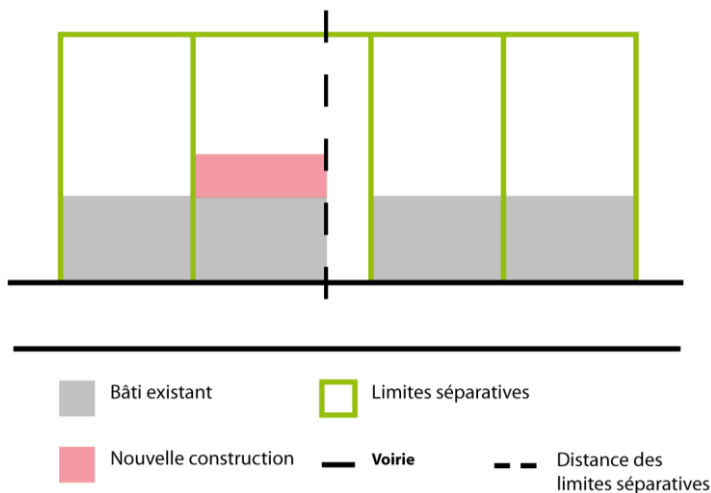 Bâti existant
Limites séparatives
Nouvelle construction
Voirie
Distance des
limites séparatives